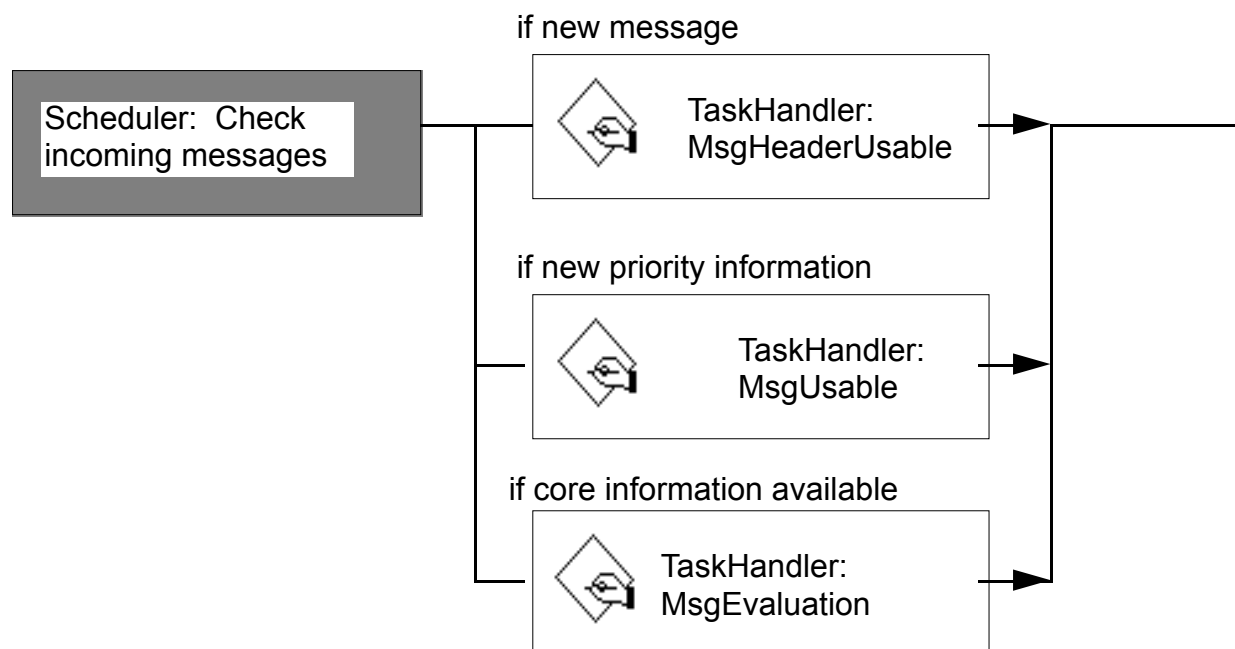 if new message
Scheduler:  Check
incoming messages
TaskHandler:
MsgHeaderUsable
if new priority information
TaskHandler:
MsgUsable
if core information available
TaskHandler:
MsgEvaluation